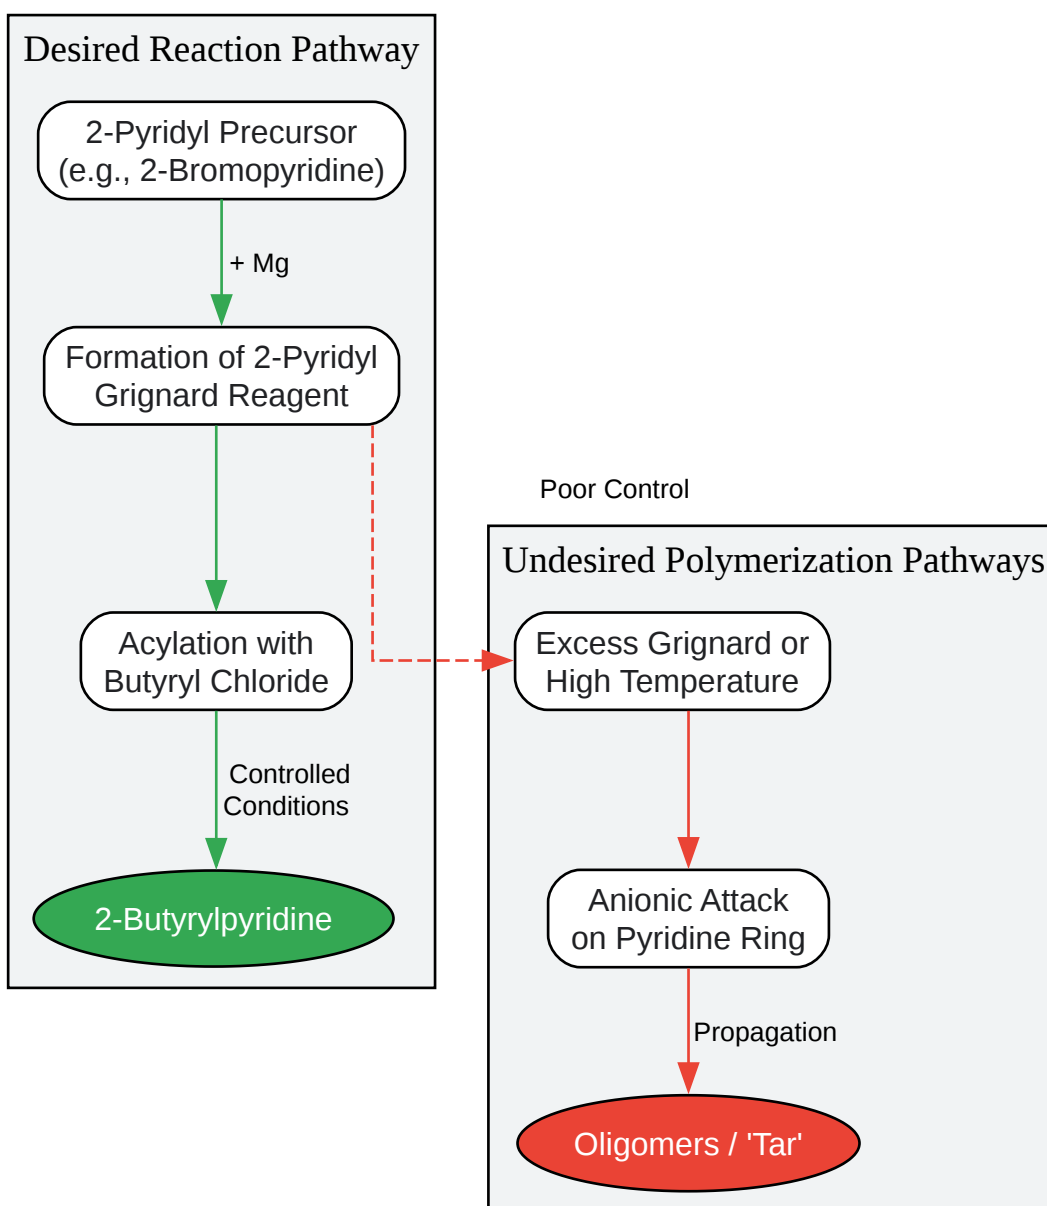 Desired Reaction Pathway
2-Pyridyl Precursor
(e.g., 2-Bromopyridine)
+ Mg
Formation of 2-Pyridyl
Grignard Reagent
Acylation with
Butyryl Chloride
Controlled
Conditions
2-Butyrylpyridine
Poor Control
Undesired Polymerization Pathways
Excess Grignard or
High Temperature
Anionic Attack
on Pyridine Ring
Propagation
Oligomers / 'Tar'